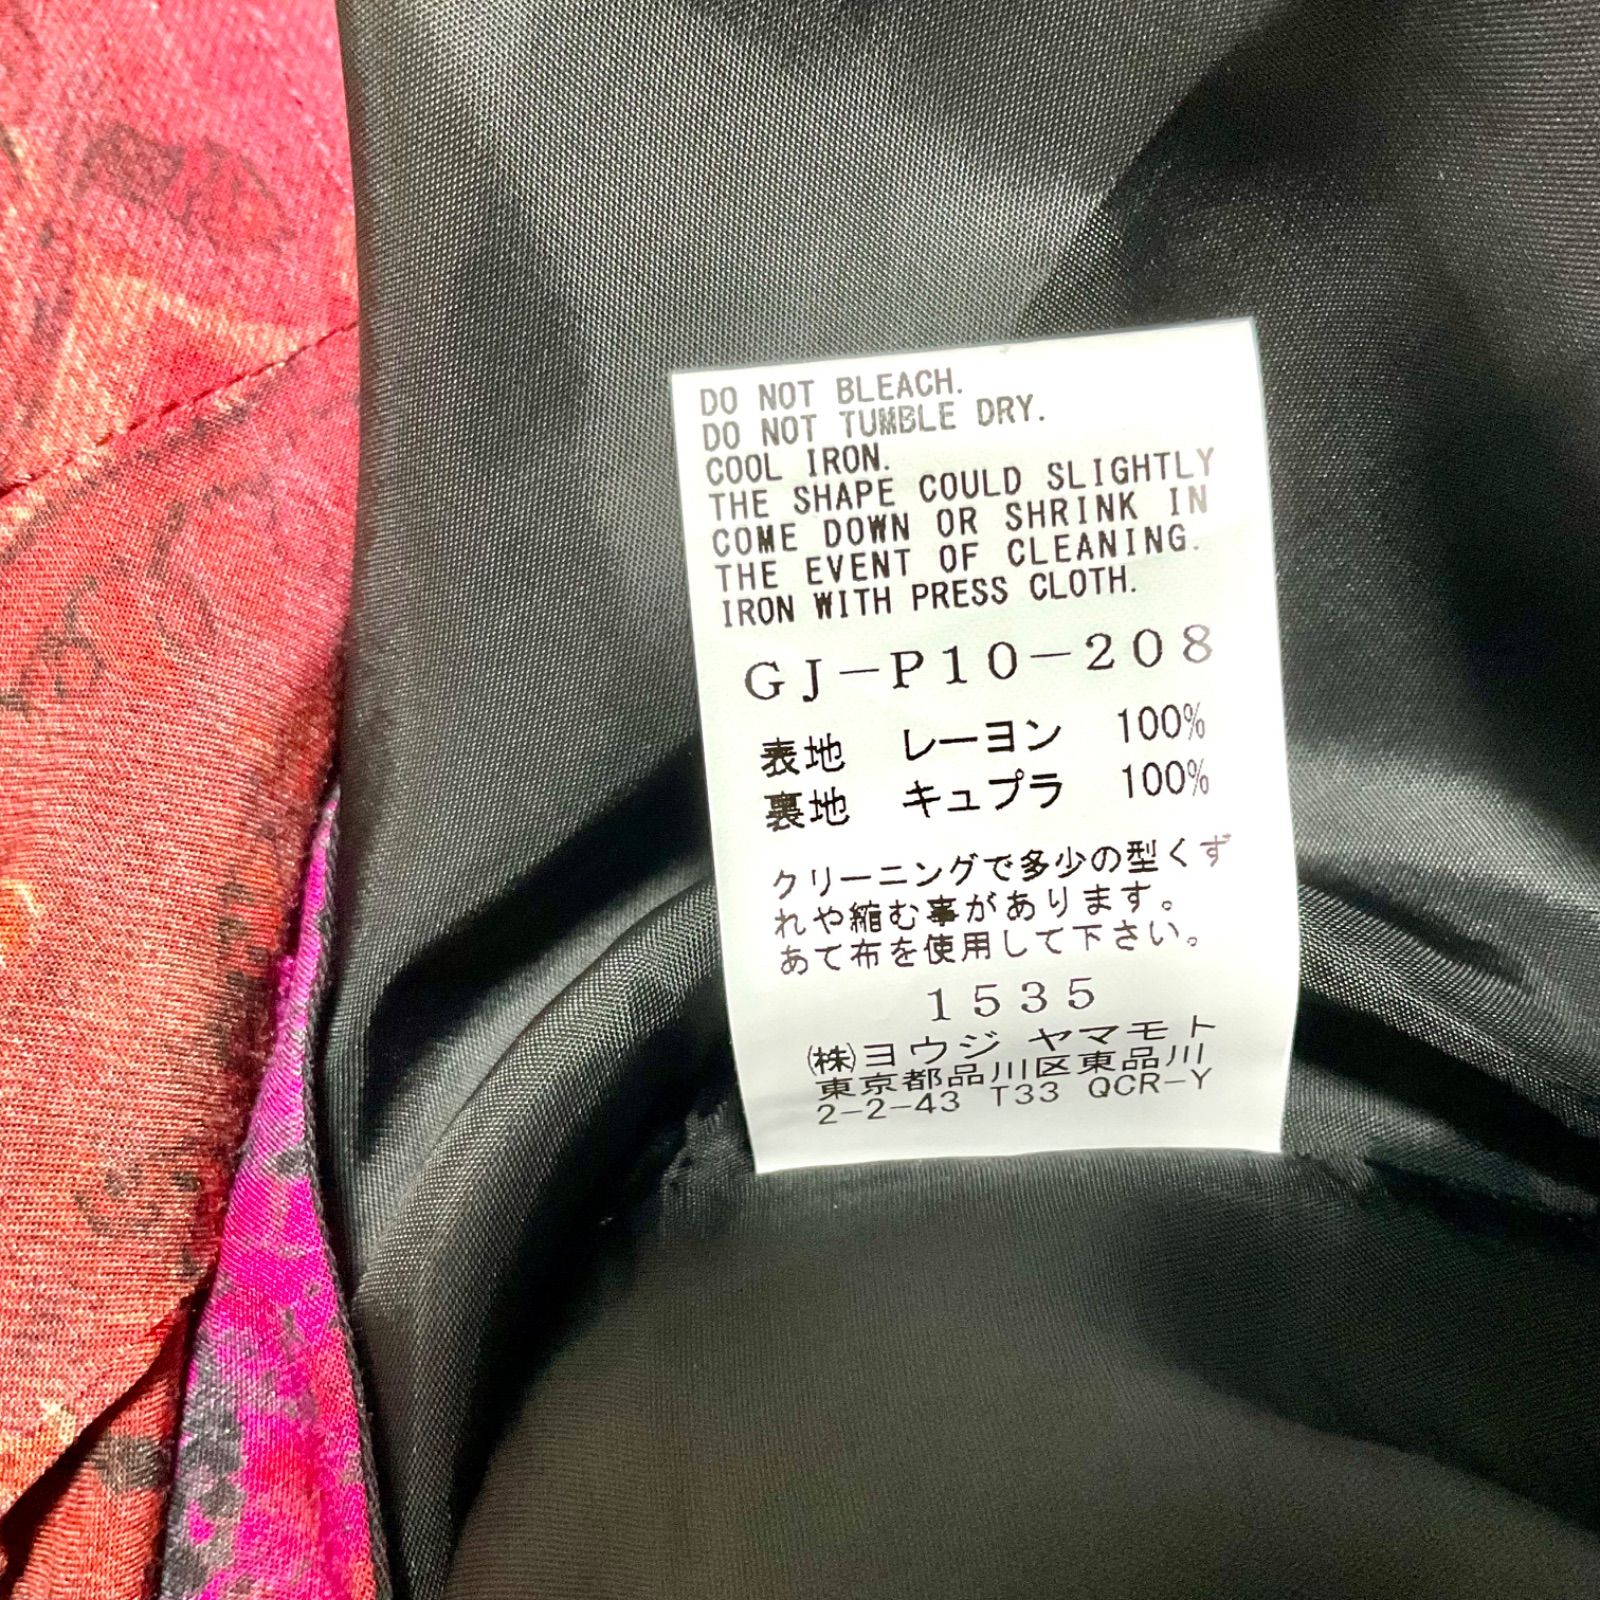 DO NOT BLEACH.
DO NOT TUMBLE DRY.
COOL IRON.
THE SHAPE COULD SLIGHTLY
COME DOWN OR SHRINK IN
THE EVENT OF CLEANING.
IRON WITH PRESS CLOTH.
GJ-P10-208
表地 レーヨン 100%
裏地 キュプラ 100%
クリーニングで多少の型くず
れや縮む事があります。
あて布を使用して下さい。
1535
㈱ヨウジ ヤマモト
東京都品川区東品川
2-2-43 T33 QCR-Y